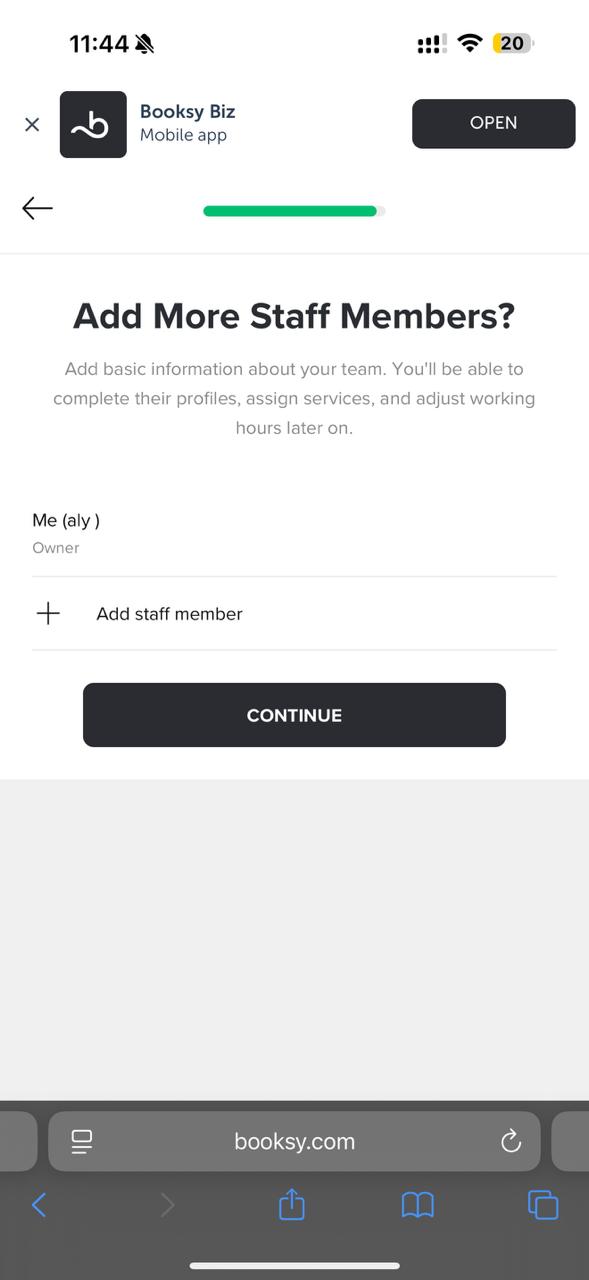 11:44
20
Booksy Biz
Mobile app
OPEN
Add More Staff Members?
Add basic information about your team. You'll be able to
complete their profiles, assign services, and adjust working
hours later on.
Me (aly )
Owner
Add staff member
CONTINUE
booksy.com